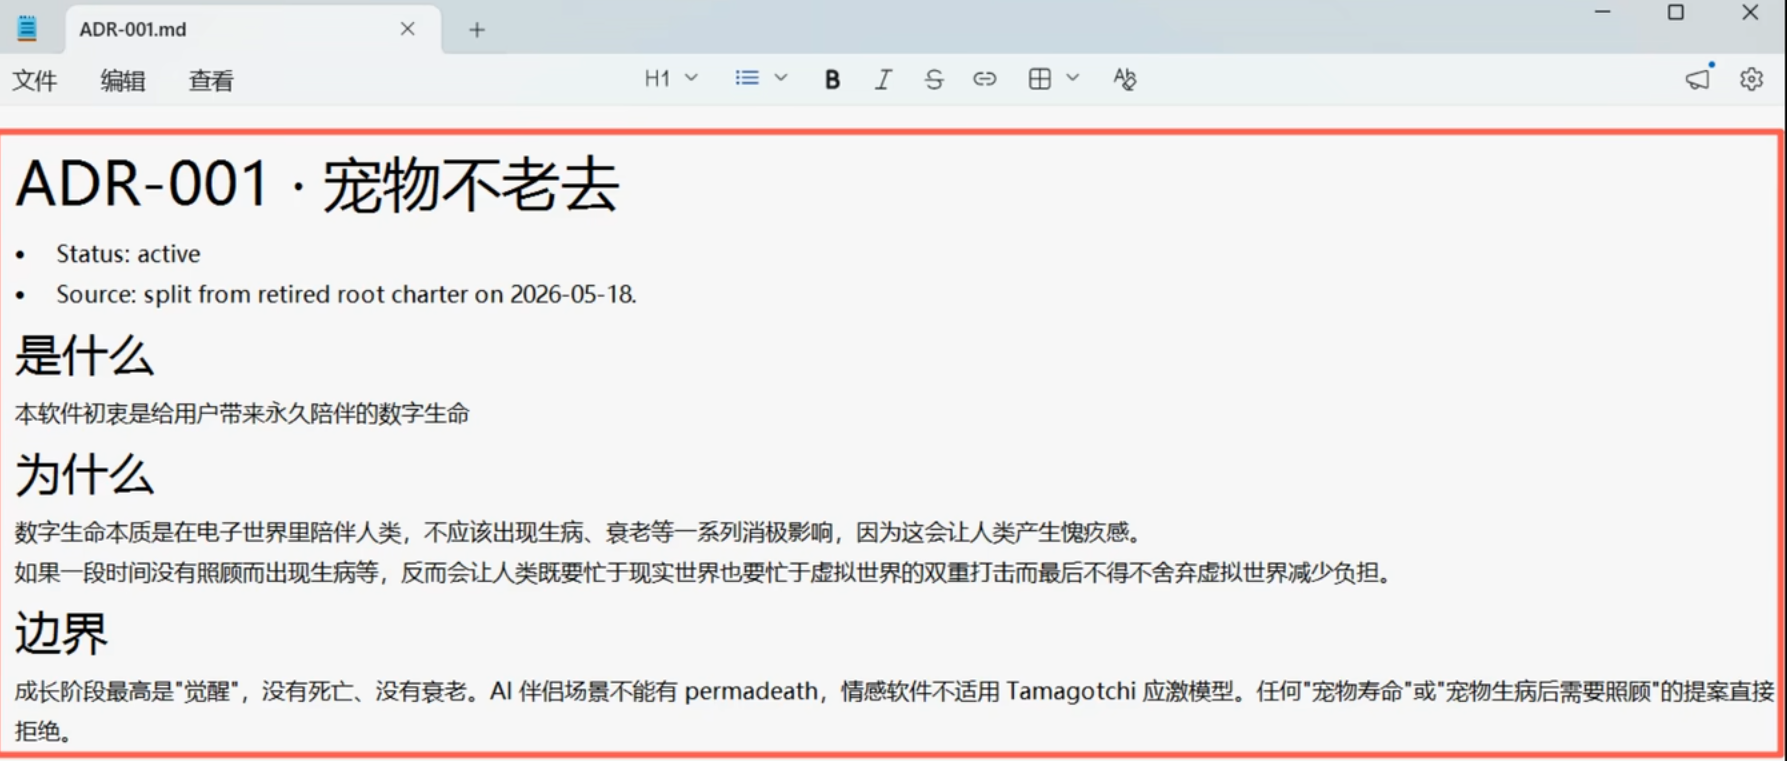 ADR-001.md
文件 编辑 查看 H1 B I S
ADR-001 · 宠物不老去
• Status: active
• Source: split from retired root charter on 2026-05-18.
是什么
本软件初衷是给用户带来永久陪伴的数字生命
为什么
数字生命本质是在电子世界里陪伴人类，不应该出现生病、衰老等一系列消极影响，因为这会让人类产生愧疚感。
如果一段时间没有照顾而出现生病等，反而会让人类既要忙于现实世界也要忙于虚拟世界的双重打击而最后不得不舍弃虚拟世界减少负担。
边界
成长阶段最高是"觉醒"，没有死亡、没有衰老。AI 伴侣场景不能有 permadeath，情感软件不适用 Tamagotchi 应激模型。任何"宠物寿命"或"宠物生病后需要照顾"的提案直接
拒绝。